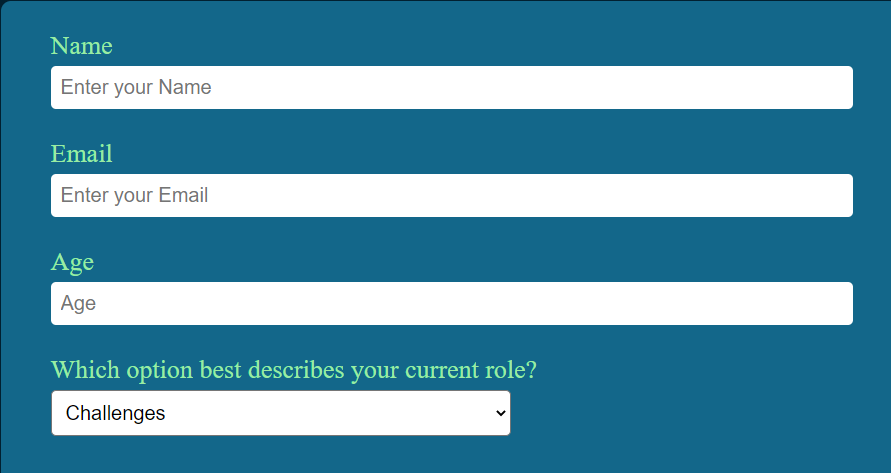 Name
Enter your Name
Email
Enter your Email
Age
Age
Which option best describes your current role?
Challenges